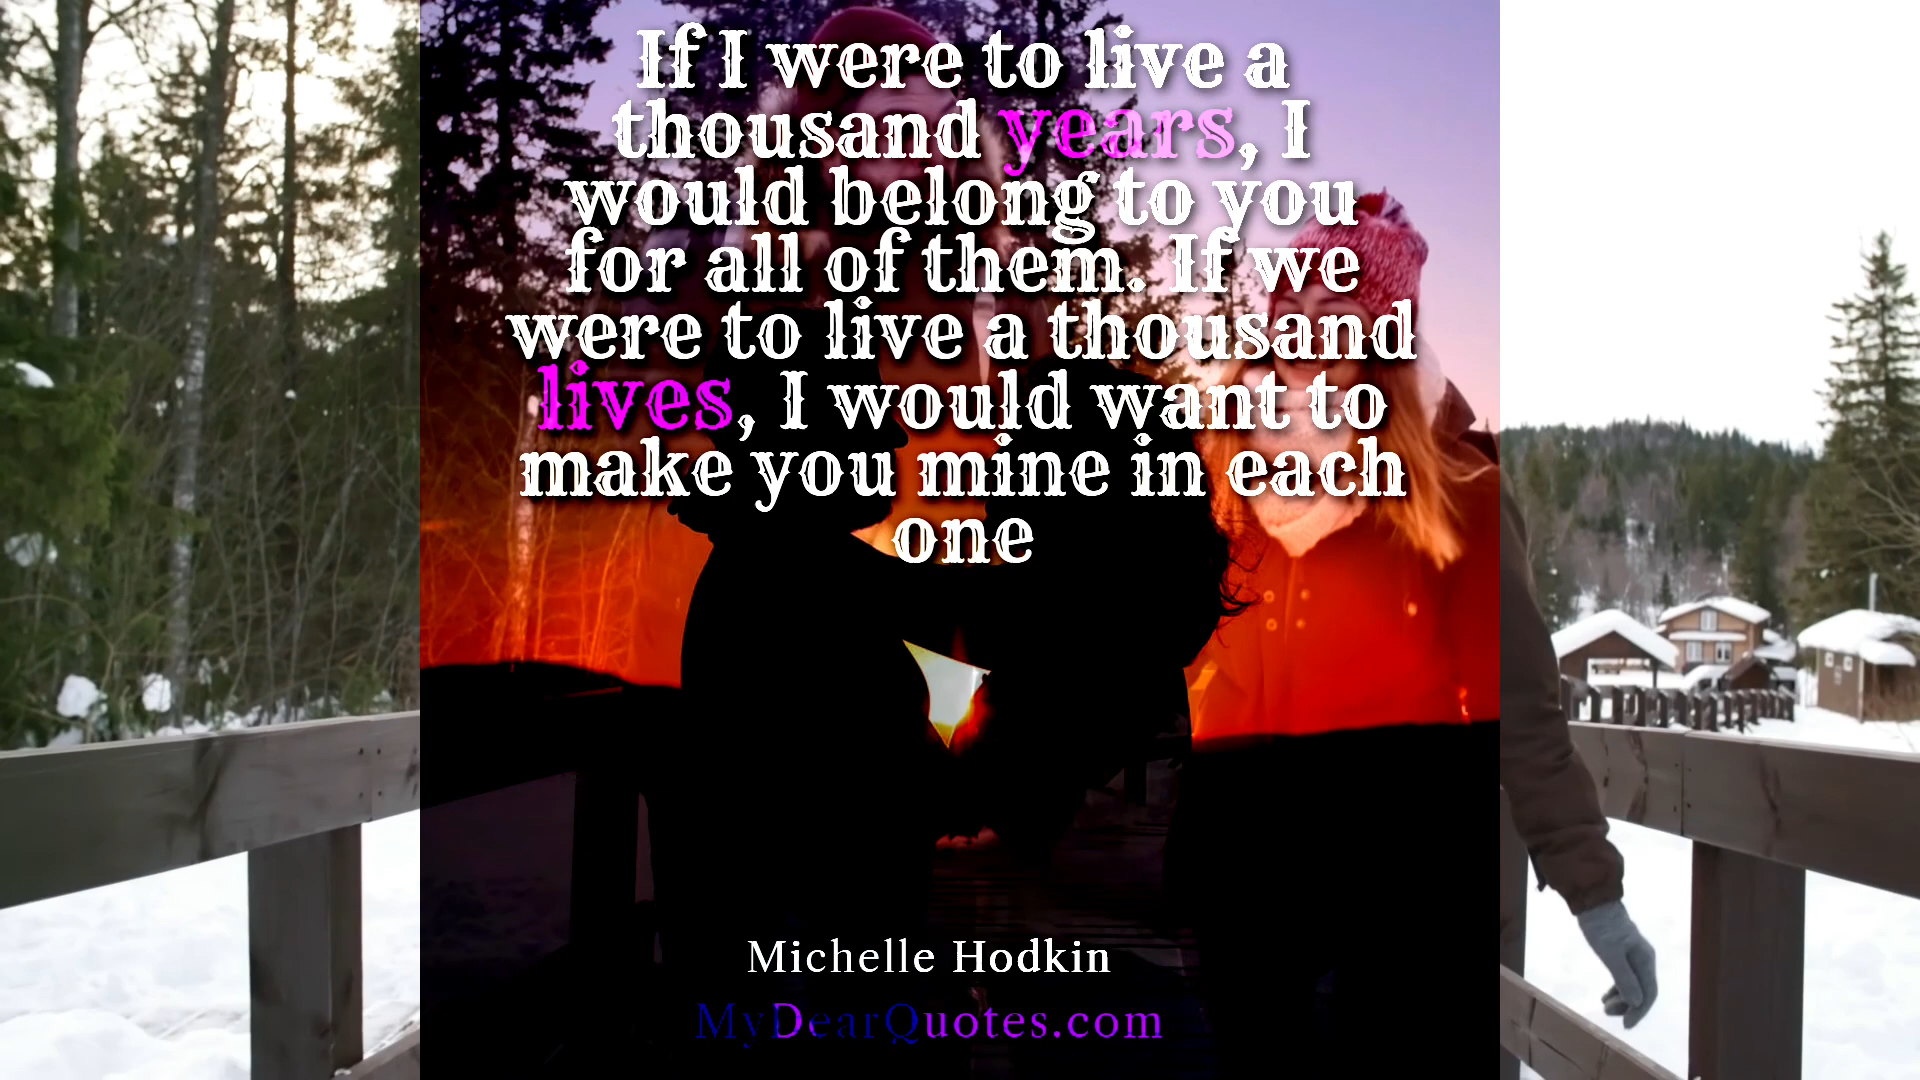 If I were to live a
thousand years, I
would belong to you
for all of them. If we
were to live a thousand
lives, I would want to
make you mine in each
one
Michelle Hodkin
MyDearQuotes.com